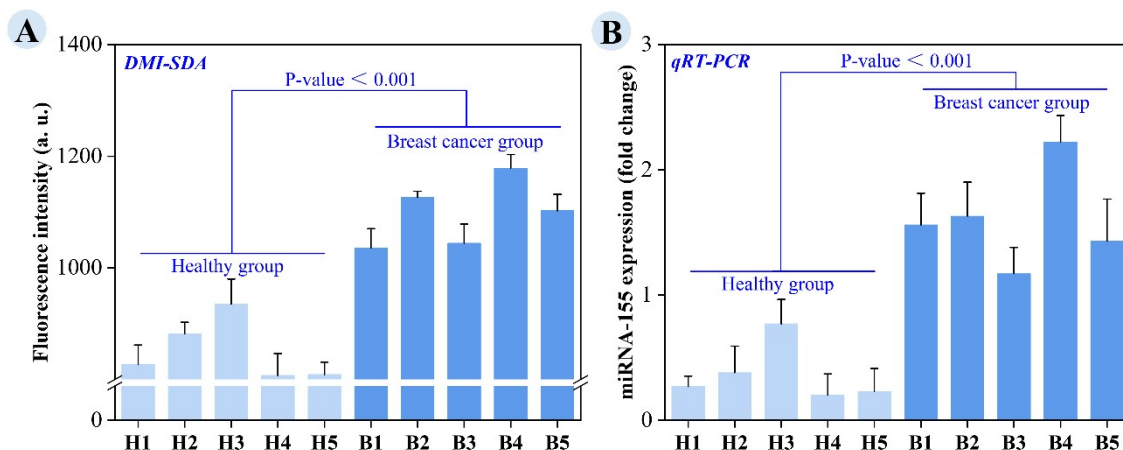 A
DMI-SDA
P-value < 0.001
Breast cancer group
Healthy group
Fluorescence intensity (a. u.)
1400
1200
1000
0
H1 H2 H3 H4 H5 B1 B2 B3 B4 B5
B
qRT-PCR
P-value < 0.001
Breast cancer group
Healthy group
miRNA-155 expression (fold change)
3
2
1
0
H1 H2 H3 H4 H5 B1 B2 B3 B4 B5